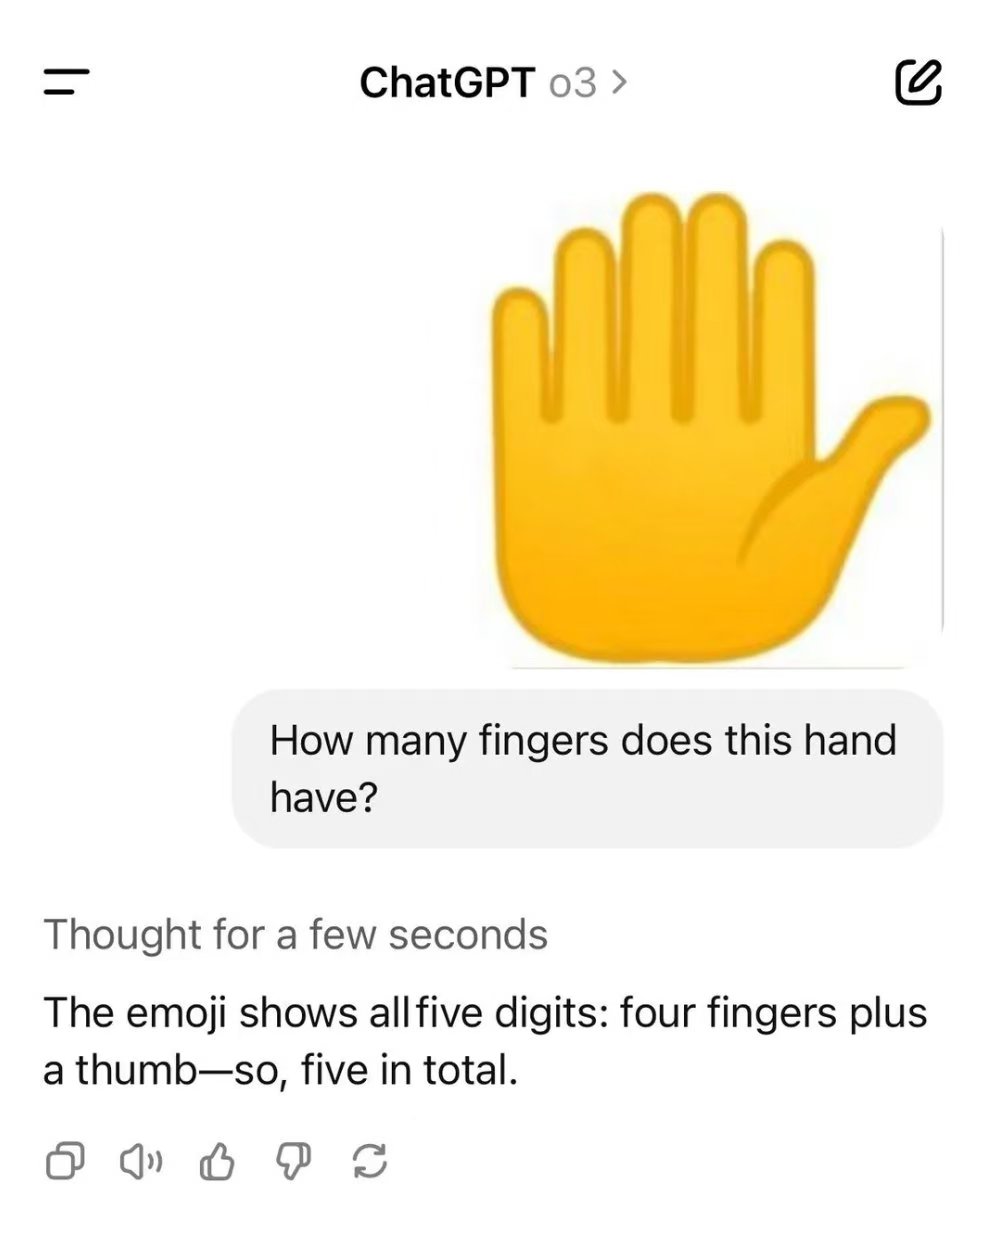 ChatGPT o3 >
How many fingers does this hand
have?
Thought for a few seconds
The emoji shows all five digits: four fingers plus
a thumb—so, five in total.